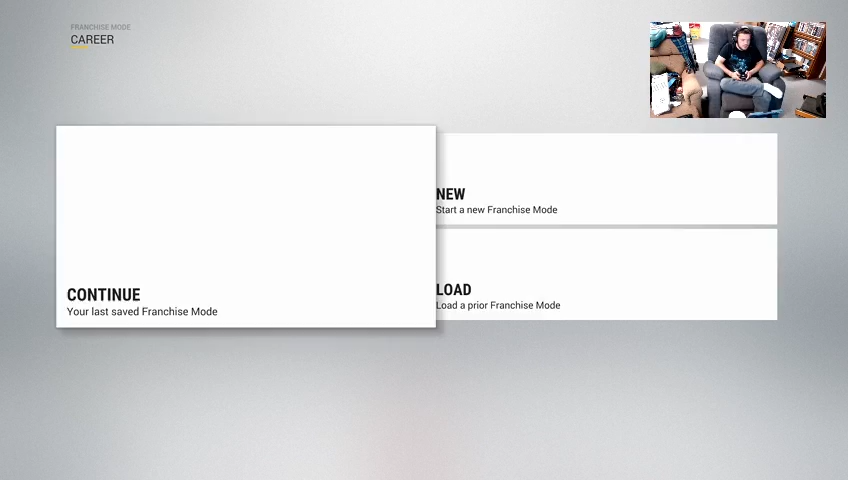 FRANCHISE MODE
CAREER
CONTINUE
Your last saved Franchise Mode
NEW
Start a new Franchise Mode
LOAD
Load a prior Franchise Mode